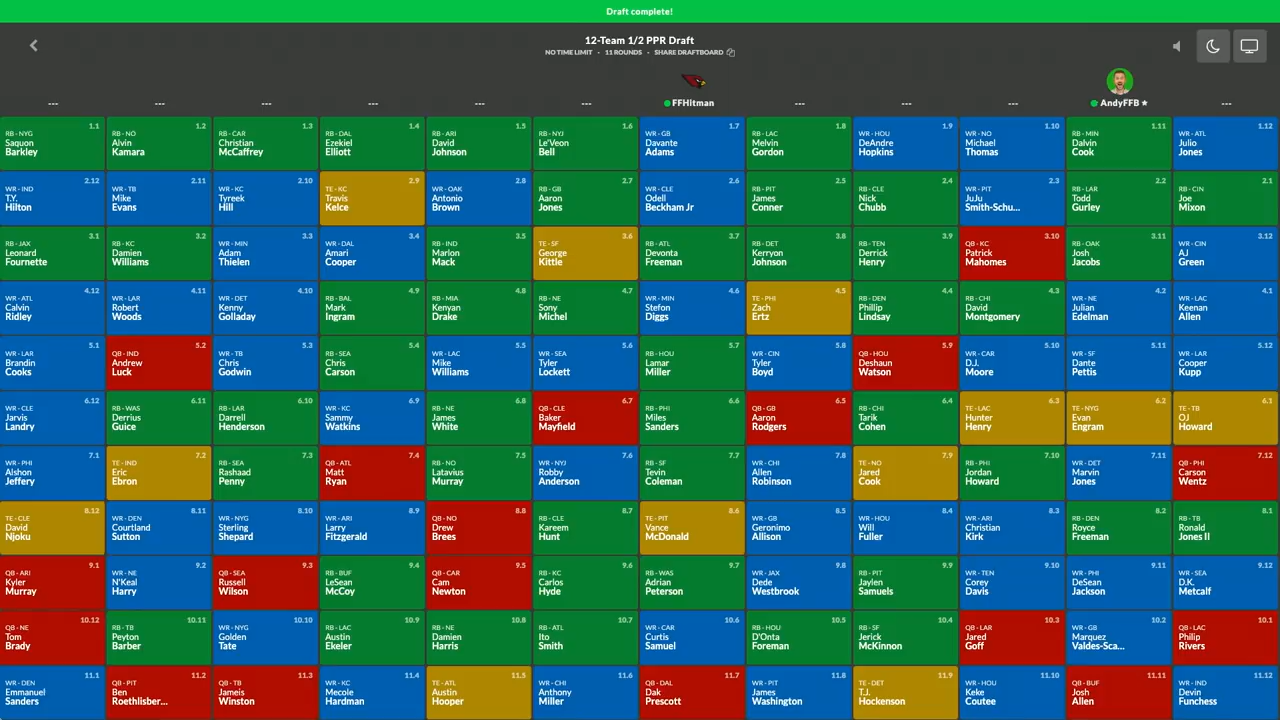 Draft complete!
12-Team 1/2 PPR Draft
NO TIME LIMIT • 11 ROUNDS • SHARE DRAFTBOARD
--- --- --- --- --- --- FFHitman --- --- --- AndyFFB ★ ---
RB - NYG 1.1 RB - NO 1.2 RB - CAR 1.3 RB - DAL 1.4 RB - ARI 1.5 RB - NYJ 1.6 WR - GB 1.7 RB - LAC 1.8 WR - HOU 1.9 WR - NO 1.10 RB - MIN 1.11 WR - ATL 1.12
Saquon Alvin Christian Ezekiel David Le'Veon Davante Melvin DeAndre Michael Dalvin Julio
Barkley Kamara McCaffrey Elliott Johnson Bell Adams Gordon Hopkins Thomas Cook Jones
WR - IND 2.12 WR - TB 2.11 WR - KC 2.10 TE - KC 2.9 WR - OAK 2.8 RB - GB 2.7 WR - CLE 2.6 RB - PIT 2.5 RB - CLE 2.4 WR - PIT 2.3 RB - LAR 2.2 RB - CIN 2.1
T.Y. Mike Tyreek Travis Antonio Aaron Odell James Nick JuJu Todd Joe
Hilton Evans Hill Kelce Brown Jones Beckham Jr Conner Chubb Smith-Schu... Gurley Mixon
RB - JAX 3.1 RB - KC 3.2 WR - MIN 3.3 WR - DAL 3.4 RB - IND 3.5 TE - SF 3.6 RB - ATL 3.7 RB - DET 3.8 RB - TEN 3.9 QB - KC 3.10 RB - OAK 3.11 WR - CIN 3.12
Leonard Damien Adam Amari Marlon George Devonta Kerryon Derrick Patrick Josh AJ
Fournette Williams Thielen Cooper Mack Kittle Freeman Johnson Henry Mahomes Jacobs Green
WR - ATL 4.12 WR - LAR 4.11 WR - DET 4.10 RB - BAL 4.9 RB - MIA 4.8 RB - NE 4.7 WR - MIN 4.6 TE - PHI 4.5 RB - DEN 4.4 RB - CHI 4.3 WR - NE 4.2 WR - LAC 4.1
Calvin Robert Kenny Mark Kenyan Sony Stefon Zach Phillip David Julian Keenan
Ridley Woods Golladay Ingram Drake Michel Diggs Ertz Lindsay Montgomery Edelman Allen
WR - LAR 5.1 QB - IND 5.2 WR - TB 5.3 RB - SEA 5.4 WR - LAC 5.5 WR - SEA 5.6 RB - HOU 5.7 WR - CIN 5.8 QB - HOU 5.9 WR - CAR 5.10 WR - SF 5.11 WR - LAR 5.12
Brandin Andrew Chris Chris Mike Tyler Lamar Tyler Deshaun D.J. Dante Cooper
Cooks Luck Godwin Carson Williams Lockett Miller Boyd Watson Moore Pettis Kupp
WR - CLE 6.12 RB - WAS 6.11 RB - LAR 6.10 WR - KC 6.9 RB - NE 6.8 QB - CLE 6.7 RB - PHI 6.6 QB - GB 6.5 RB - CHI 6.4 TE - LAC 6.3 TE - NYG 6.2 TE - TB 6.1
Jarvis Derrius Darrell Sammy James Baker Miles Aaron Tarik Hunter Evan OJ
Landry Guice Henderson Watkins White Mayfield Sanders Rodgers Cohen Henry Engram Howard
WR - PHI 7.1 TE - IND 7.2 RB - SEA 7.3 QB - ATL 7.4 RB - NO 7.5 WR - NYJ 7.6 RB - SF 7.7 WR - CHI 7.8 TE - NO 7.9 RB - PHI 7.10 WR - DET 7.11 QB - PHI 7.12
Alshon Eric Rashaad Matt Latavius Robby Tevin Allen Jared Jordan Marvin Carson
Jeffery Ebron Penny Ryan Murray Anderson Coleman Robinson Cook Howard Jones Wentz
TE - CLE 8.12 WR - DEN 8.11 WR - NYG 8.10 WR - ARI 8.9 QB - NO 8.8 RB - CLE 8.7 TE - PIT 8.6 WR - GB 8.5 WR - HOU 8.4 WR - ARI 8.3 RB - DEN 8.2 RB - TB 8.1
David Courtland Sterling Larry Drew Kareem Vance Geronimo Will Christian Royce Ronald
Njoku Sutton Shepard Fitzgerald Brees Hunt McDonald Allison Fuller Kirk Freeman Jones II
QB - ARI 9.1 WR - NE 9.2 QB - SEA 9.3 RB - BUF 9.4 QB - CAR 9.5 RB - KC 9.6 RB - WAS 9.7 WR - JAX 9.8 RB - PIT 9.9 WR - TEN 9.10 WR - PHI 9.11 WR - SEA 9.12
Kyler N'Keal Russell LeSean Cam Carlos Adrian Dede Jaylen Corey DeSean D.K.
Murray Harry Wilson McCoy Newton Hyde Peterson Westbrook Samuels Davis Jackson Metcalf
QB - NE 10.12 RB - TB 10.11 WR - NYG 10.10 RB - LAC 10.9 RB - NE 10.8 RB - ATL 10.7 WR - CAR 10.6 RB - HOU 10.5 RB - SF 10.4 QB - LAR 10.3 WR - GB 10.2 QB - LAC 10.1
Tom Peyton Golden Austin Damien Ito Curtis D'Onta Jerick Jared Marquez Philip
Brady Barber Tate Ekeler Harris Smith Samuel Foreman McKinnon Goff Valdes-Sca... Rivers
WR - DEN 11.1 QB - PIT 11.2 QB - TB 11.3 WR - KC 11.4 TE - ATL 11.5 WR - CHI 11.6 QB - DAL 11.7 WR - PIT 11.8 TE - DET 11.9 WR - HOU 11.10 QB - BUF 11.11 WR - IND 11.12
Emmanuel Ben Jameis Mecole Austin Anthony Dak James T.J. Keke Josh Devin
Sanders Roethlisber... Winston Hardman Hooper Miller Prescott Washington Hockenson Coutee Allen Funchess